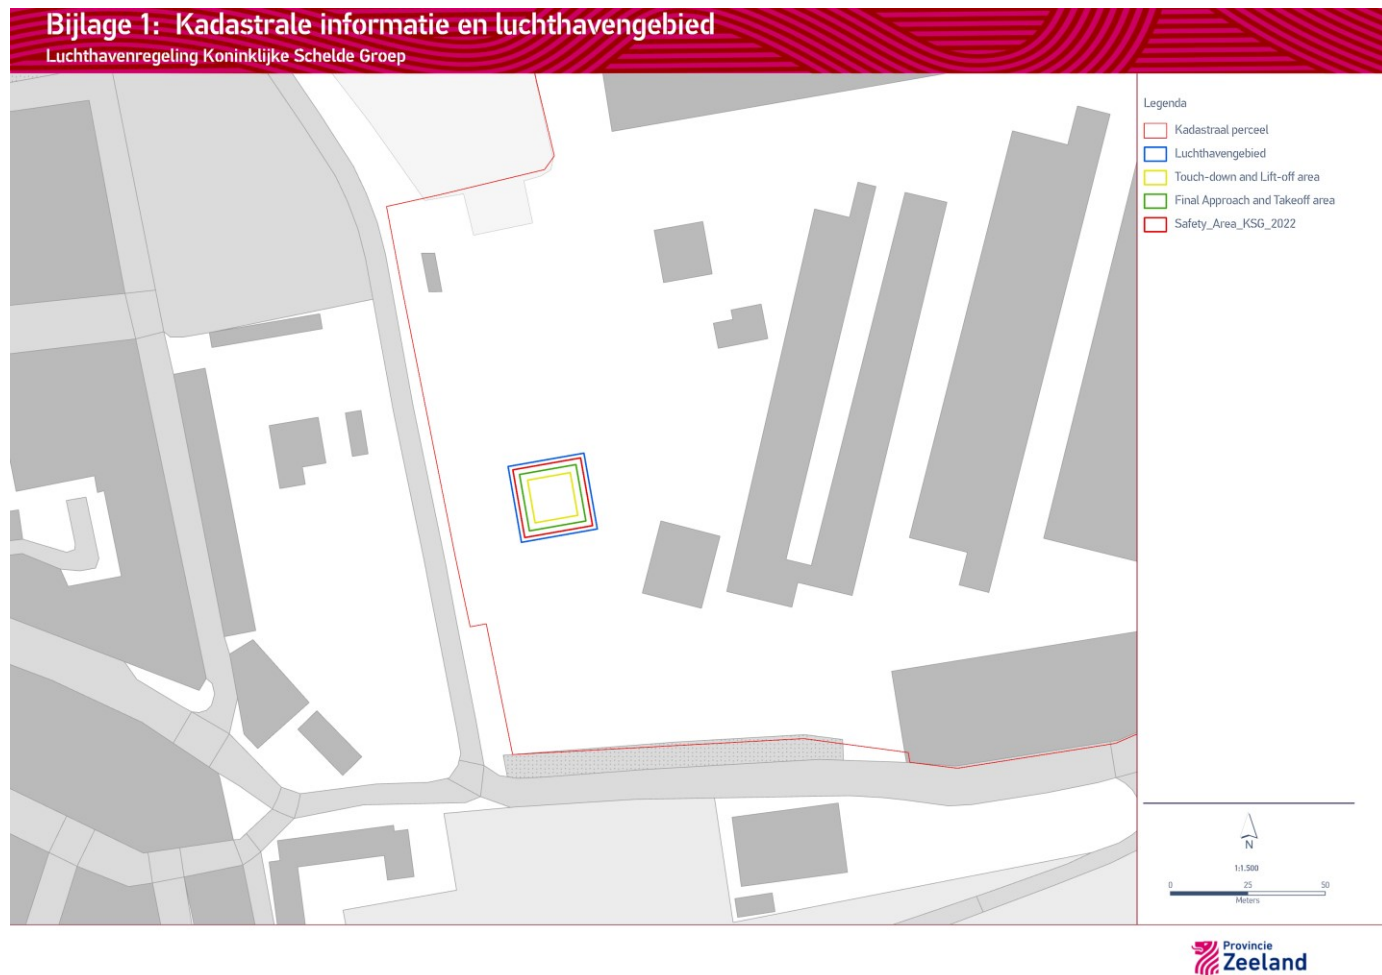 Bijlage 1: Kadastrale informatie en luchthavengebied
Luchthavenregeling Koninklijke Schelde Groep
Legenda
Kadastraal perceel
Luchthavengebied
Touch-down and Lift-off area
Final Approach and Takeoff area
Safety_Area_KSG_2022
N
1:1.500
0 25 50
Meters
Provincie
Zeeland